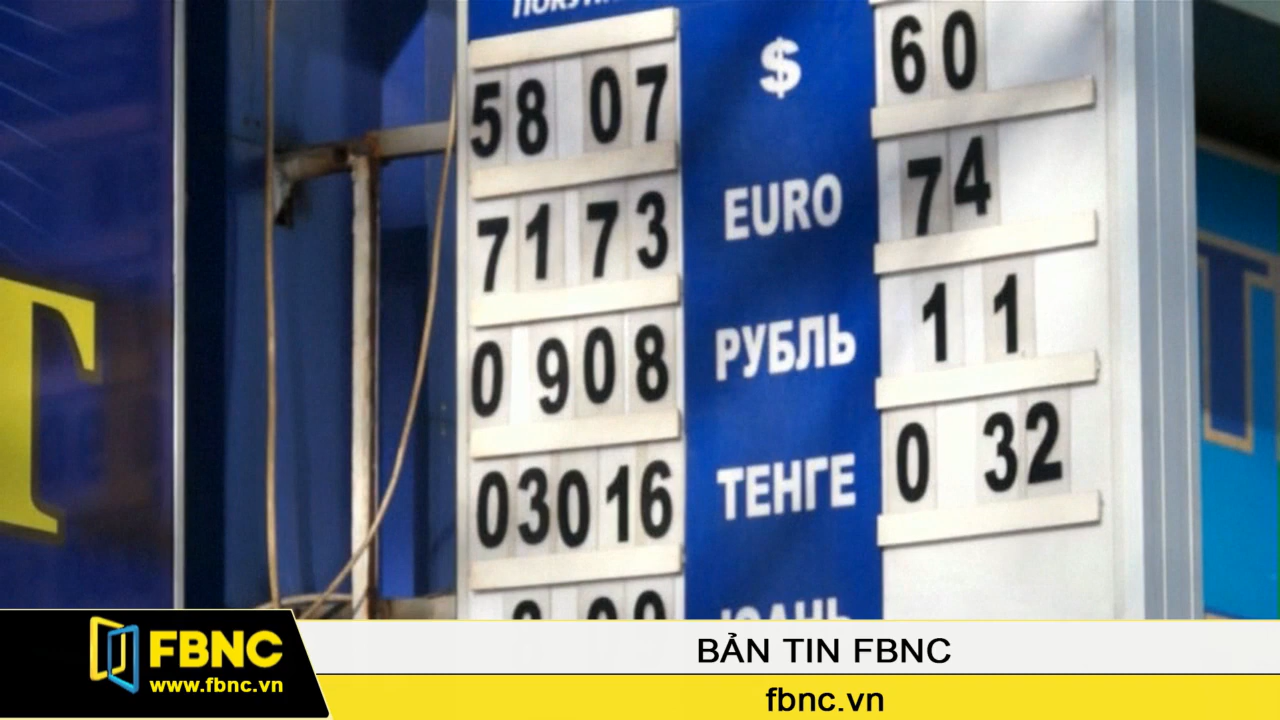 58 07 $ 60
71 73 EURO 74
0 908 РУБЛЬ 1 1
03016 ТЕНГЕ 0 32
T
FBNC
www.fbnc.vn
BẢN TIN FBNC
fbnc.vn